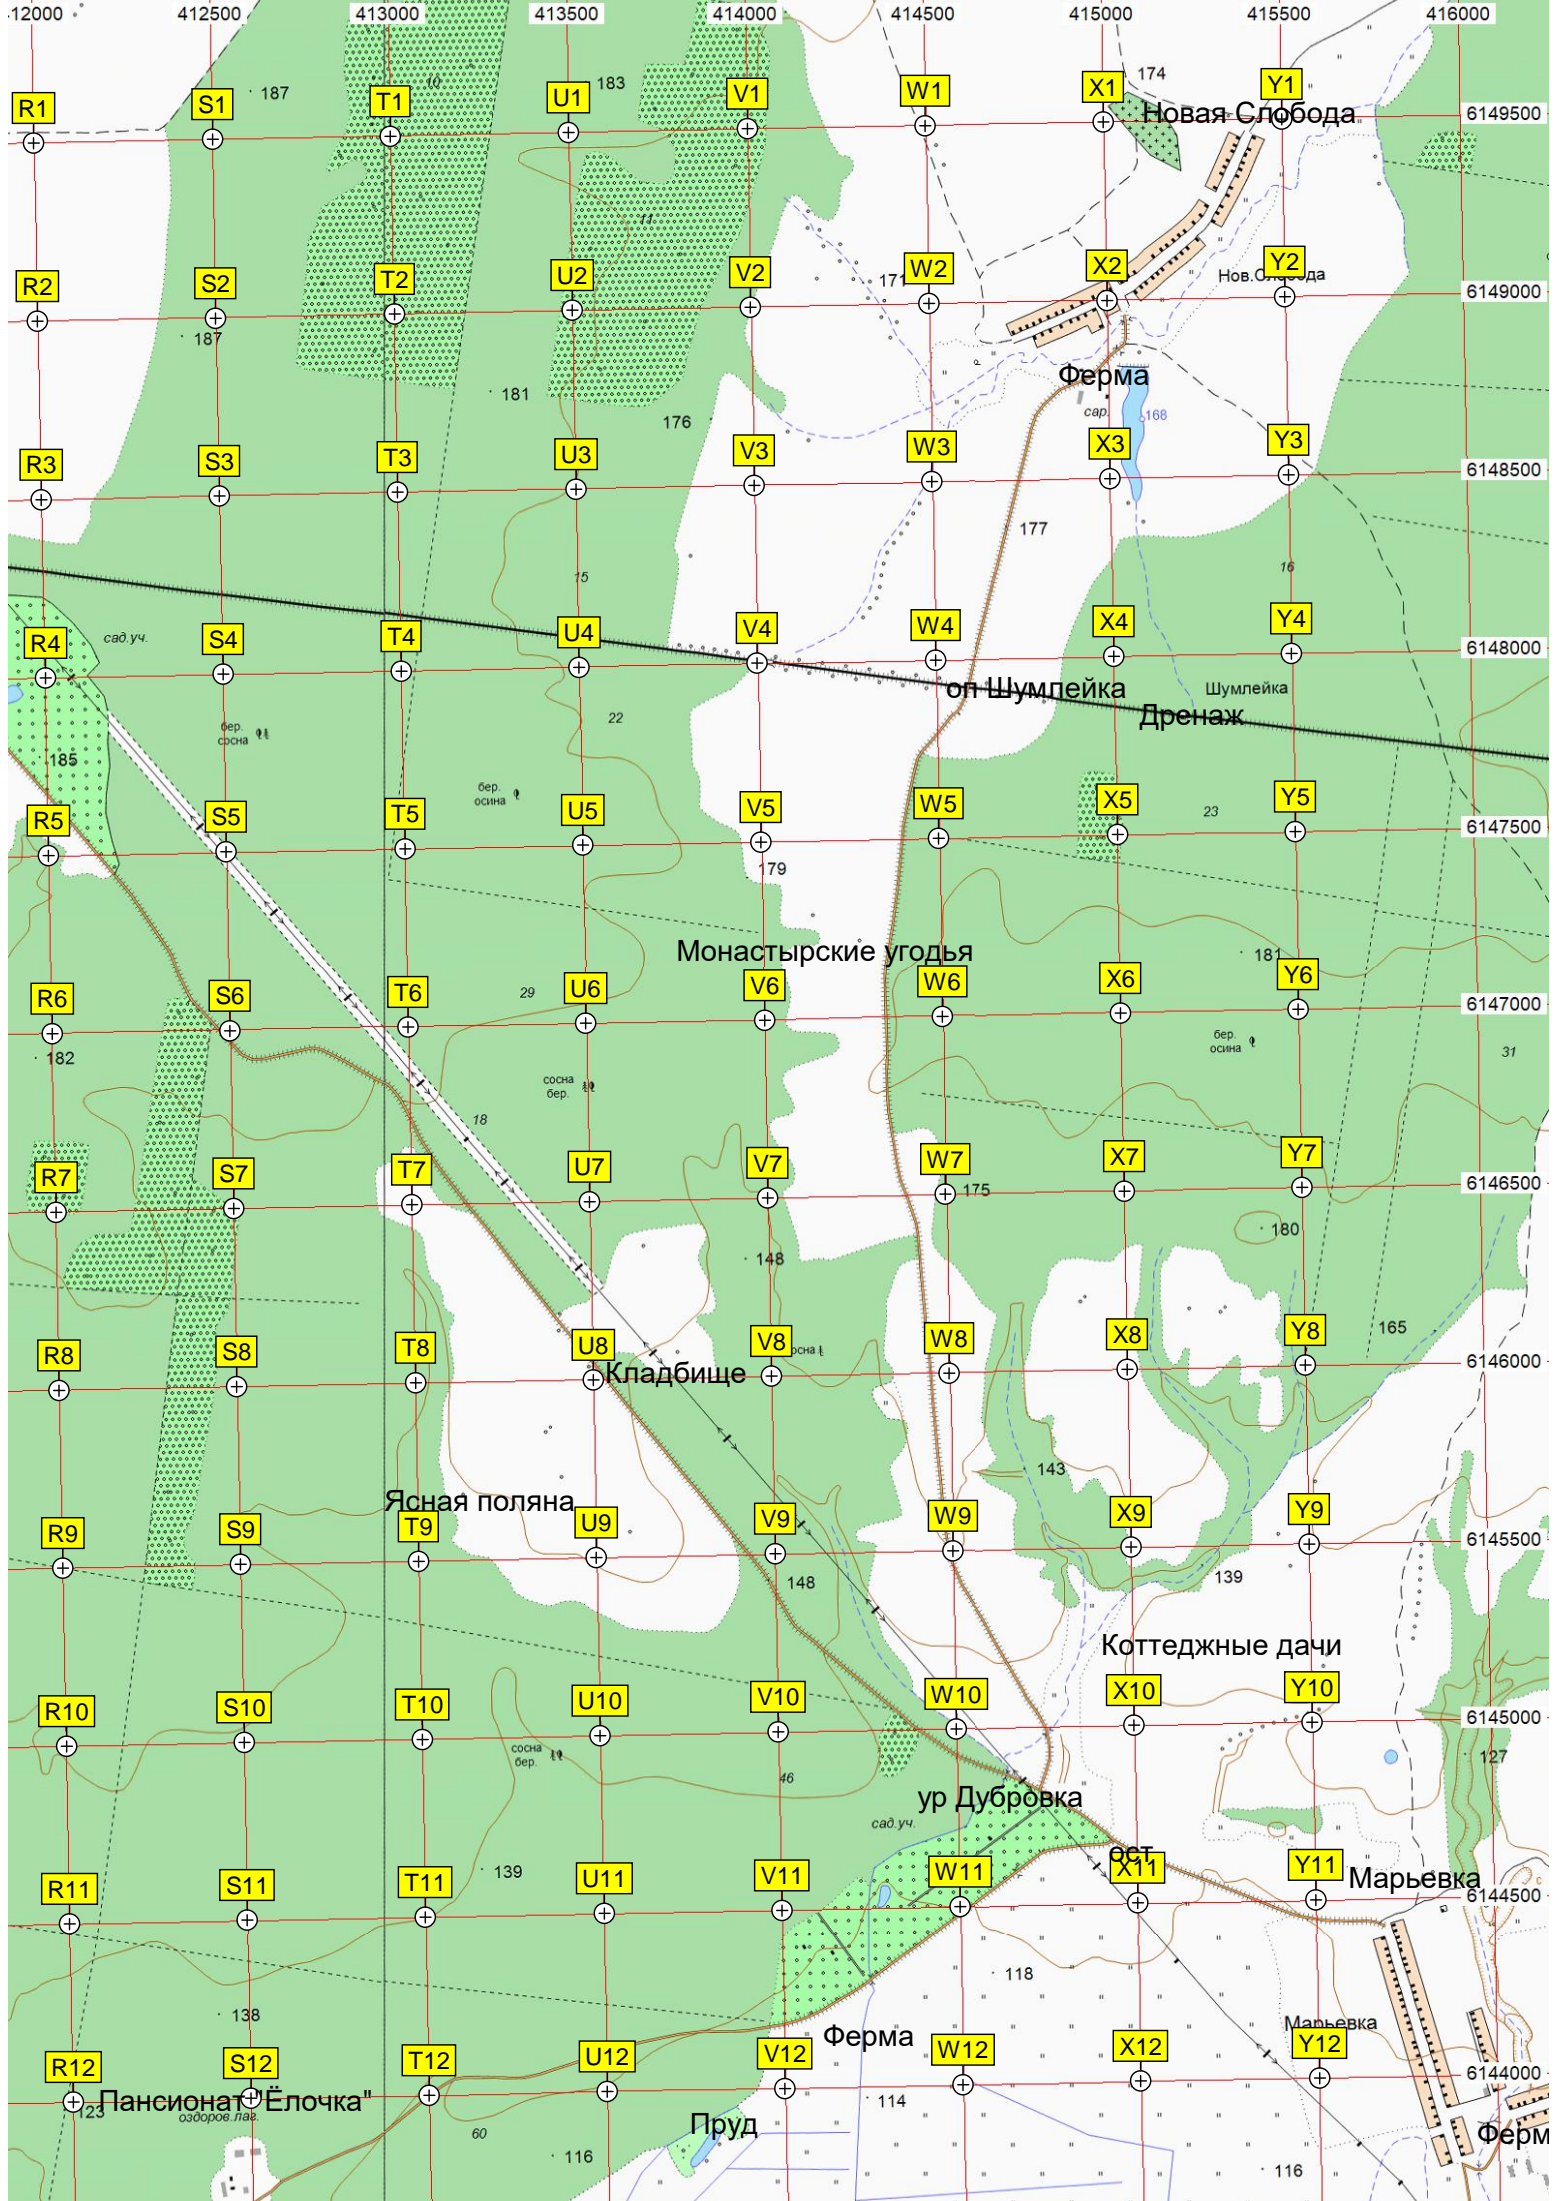 12000 412500 413000 413500 414000 414500 415000 415500 416000
R1 S1 T1 U1 V1 W1 X1 Y1
187 10 183 174
Новая Слобода
6149500
11
R2 S2 T2 U2 V2 W2 X2 Y2
171 Нов.Слобода
6149000
187
181
176
Ферма
сар.
168
R3 S3 T3 U3 V3 W3 X3 Y3
6148500
177
15 16
сад.уч.
R4 S4 T4 U4 V4 W4 X4 Y4
6148000
оп Шумлейка
Шумлейка
Дренаж
22
бер.
сосна
185
бер.
осина
R5 S5 T5 U5 V5 W5 X5 Y5
23
6147500
179
Монастырские угодья
181
R6 S6 T6 U6 V6 W6 X6 Y6
29
6147000
182
бер.
осина
31
сосна
бер.
18
R7 S7 T7 U7 V7 W7 X7 Y7
175
6146500
148
180
165
R8 S8 T8 U8 V8 W8 X8 Y8
осна
6146000
Кладбище
143
Ясная поляна
R9 S9 T9 U9 V9 W9 X9 Y9
6145500
148
139
Коттеджные дачи
R10 S10 T10 U10 V10 W10 X10 Y10
6145000
сосна
бер.
46
127
ур Дубровка
сад.уч.
ост
139
R11 S11 T11 U11 V11 W11 X11 Y11
Марьевка
6144500
с
118
138
Ферма
Марьевка
R12 S12 T12 U12 V12 W12 X12 Y12
6144000
123
Пансионат "Ёлочка"
оздоров.лаг.
114
Пруд
60
116
116
Ферм